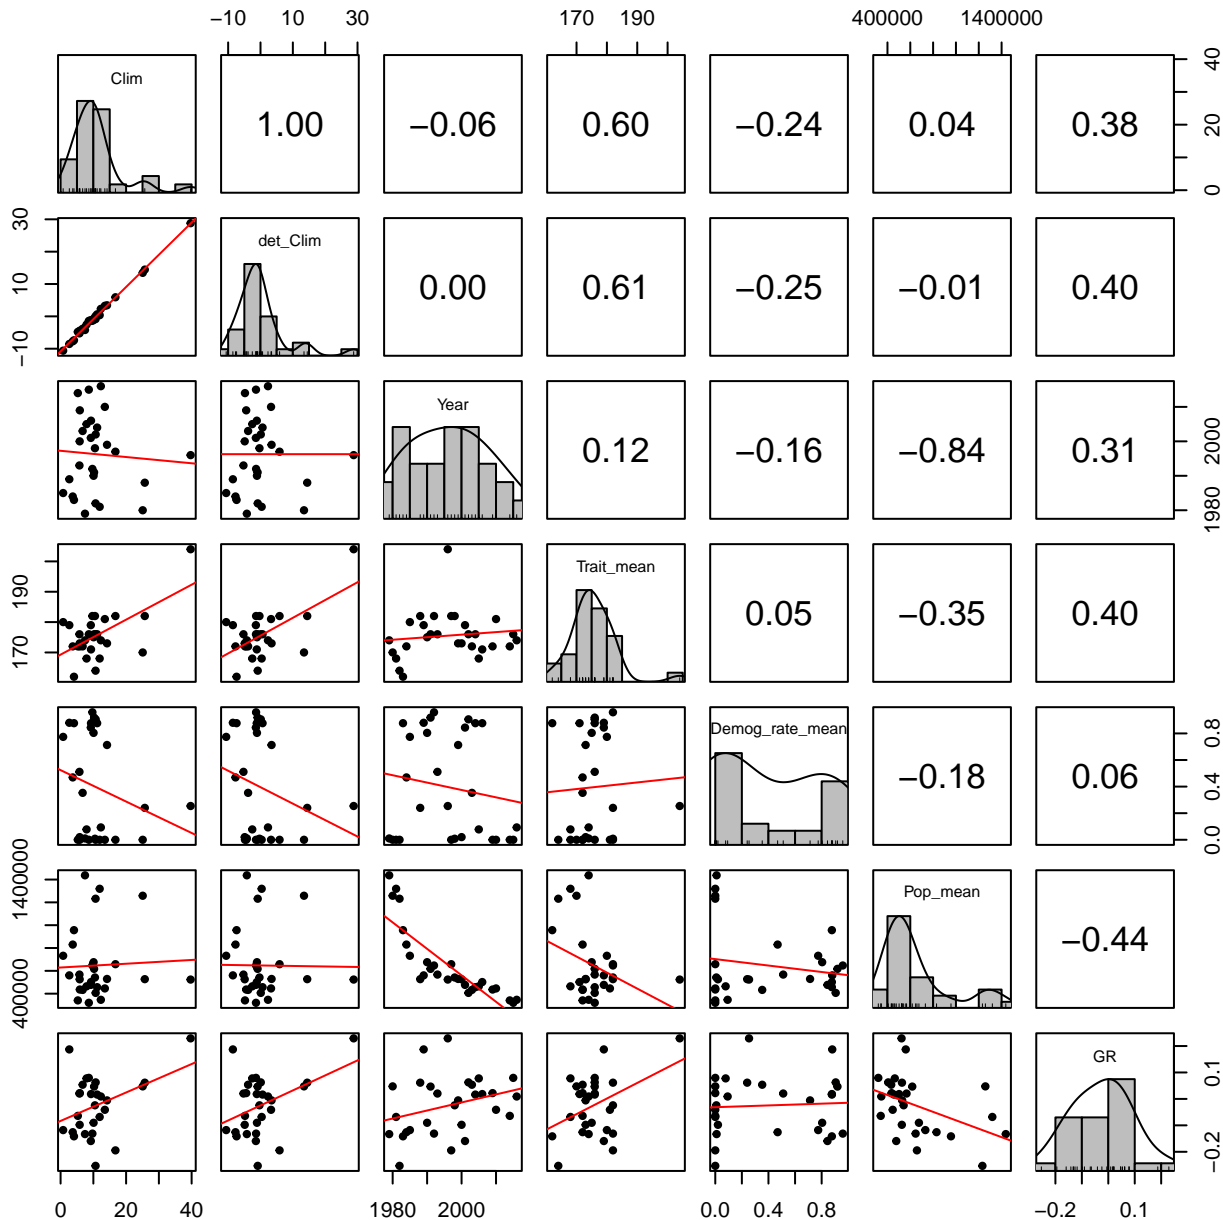 −10 10 30 170 190 400000 1400000
Clim 1.00 −0.06 0.60 −0.24 0.04 0.38 0 20 40
−10 10 30 det_Clim 0.00 0.61 −0.25 −0.01 0.40
Year 0.12 −0.16 −0.84 0.31 1980 2000
170 190 Trait_mean 0.05 −0.35 0.40
Demog_rate_mean −0.18 0.06 0.0 0.4 0.8
400000 1400000 Pop_mean −0.44
GR −0.2 0.1
0 20 1980 2000 0.0 0.4 0.8 −0.2 0.1